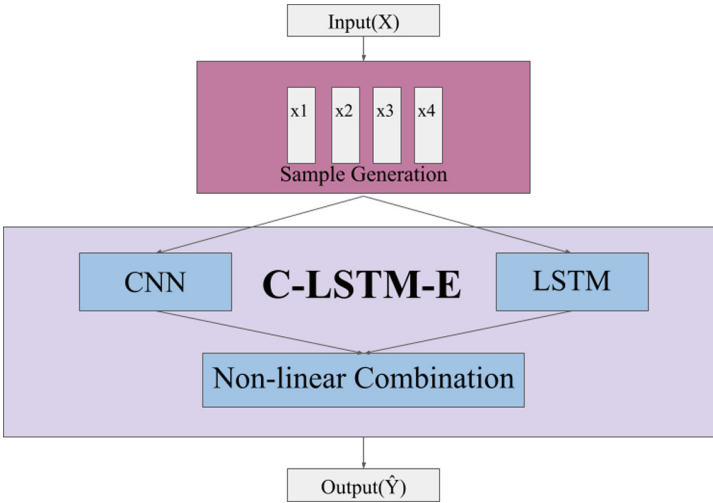 Input(X)
x1 x2 x3 x4
Sample Generation
CNN C-LSTM-E LSTM
Non-linear Combination
Output(Ŷ)